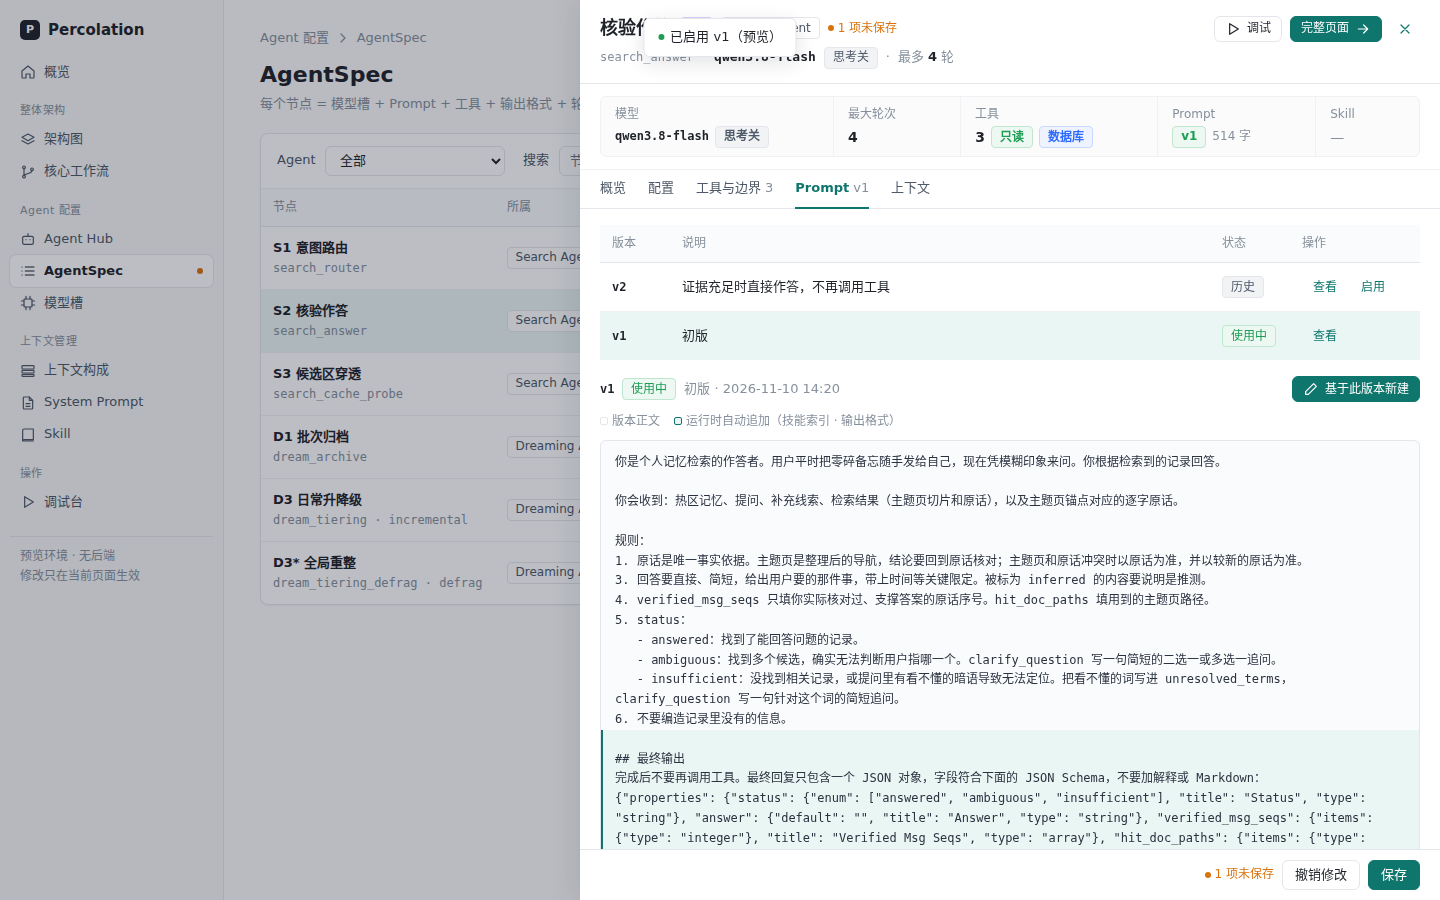 P Percolation
概览
整体架构
架构图
核心工作流
Agent 配置
Agent Hub
AgentSpec
模型槽
上下文管理
上下文构成
System Prompt
Skill
操作
调试台
预览环境 · 无后端
修改只在当前页面生效
Agent 配置 > AgentSpec
AgentSpec
每个节点 = 模型槽 + Prompt + 工具 + 输出格式 + 轮
Agent 全部 搜索
节点 所属
S1 意图路由
search_router
Search Age
S2 核验作答
search_answer
Search Age
S3 候选区穿透
search_cache_probe
Search Age
D1 批次归档
dream_archive
Dreaming
D3 日常升降级
dream_tiering · incremental
Dreaming
D3* 全局重整
dream_tiering_defrag · defrag
Dreaming
核验 ent 1 项未保存
已启用 v1（预览）
search_answer qwen3.8-flash 思考关 · 最多 4 轮
调试
完整页面
模型
qwen3.8-flash 思考关
最大轮次
4
工具
3 只读 数据库
Prompt
v1 514 字
Skill
—
概览 配置 工具与边界 3 Prompt v1 上下文
版本 说明 状态 操作
v2 证据充足时直接作答，不再调用工具 历史 查看 启用
v1 初版 使用中 查看
v1 使用中 初版 · 2026-11-10 14:20 基于此版本新建
版本正文 运行时自动追加（技能索引 · 输出格式）
你是个人记忆检索的作答者。用户平时把零碎备忘随手发给自己，现在凭模糊印象来问。你根据检索到的记录回答。
你会收到：热区记忆、提问、补充线索、检索结果（主题页切片和原话），以及主题页锚点对应的逐字原话。
规则：
1. 原话是唯一事实依据。主题页是整理后的导航，结论要回到原话核对；主题页和原话冲突时以原话为准，并以较新的原话为准。
3. 回答要直接、简短，给出用户要的那件事，带上时间等关键限定。被标为 inferred 的内容要说明是推测。
4. verified_msg_seqs 只填你实际核对过、支撑答案的原话序号。hit_doc_paths 填用到的主题页路径。
5. status：
- answered：找到了能回答问题的记录。
- ambiguous：找到多个候选，确实无法判断用户指哪一个。clarify_question 写一句简短的二选一或多选一追问。
- insufficient：没找到相关记录，或提问里有看不懂的暗语导致无法定位。把看不懂的词写进 unresolved_terms，
clarify_question 写一句针对这个词的简短追问。
6. 不要编造记录里没有的信息。
## 最终输出
完成后不要再调用工具。最终回复只包含一个 JSON 对象，字段符合下面的 JSON Schema，不要加解释或 Markdown：
{"properties": {"status": {"enum": ["answered", "ambiguous", "insufficient"], "title": "Status", "type":
"string"}, "answer": {"default": "", "title": "Answer", "type": "string"}, "verified_msg_seqs": {"items":
{"type": "integer"}, "title": "Verified Msg Seqs", "type": "array"}, "hit_doc_paths": {"items": {"type":
1 项未保存 撤销修改 保存